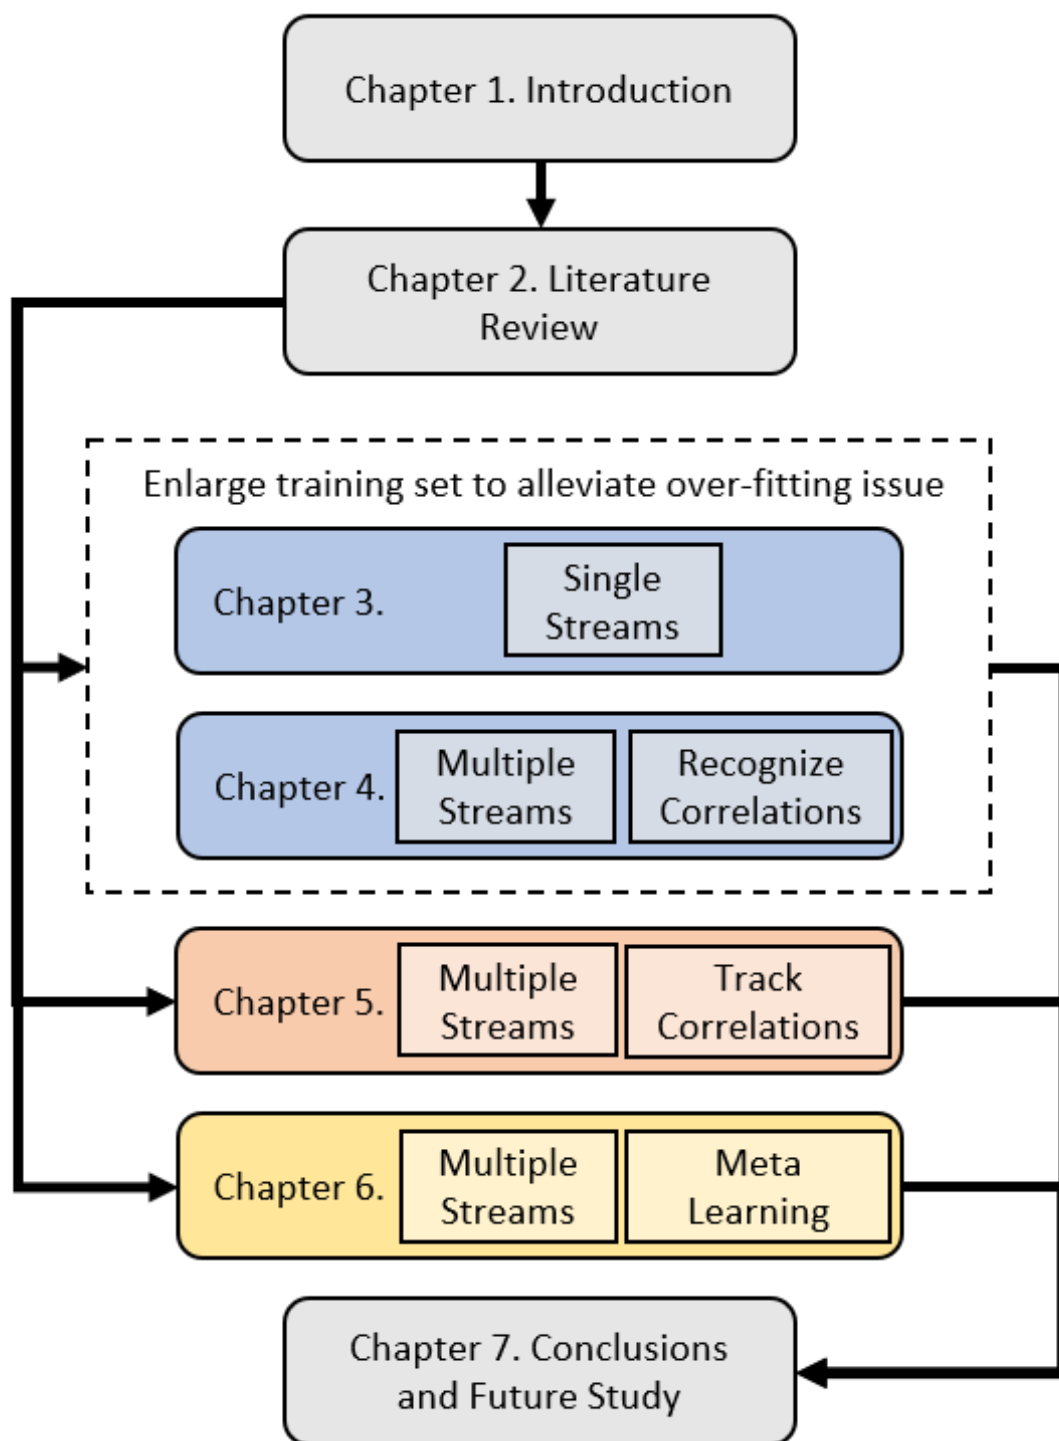 Chapter 1. Introduction
Chapter 2. Literature
Review
Enlarge training set to alleviate over-fitting issue
Chapter 3.
Single
Streams
Chapter 4.
Multiple
Streams
Recognize
Correlations
Chapter 5.
Multiple
Streams
Track
Correlations
Chapter 6.
Multiple
Streams
Meta
Learning
Chapter 7. Conclusions
and Future Study